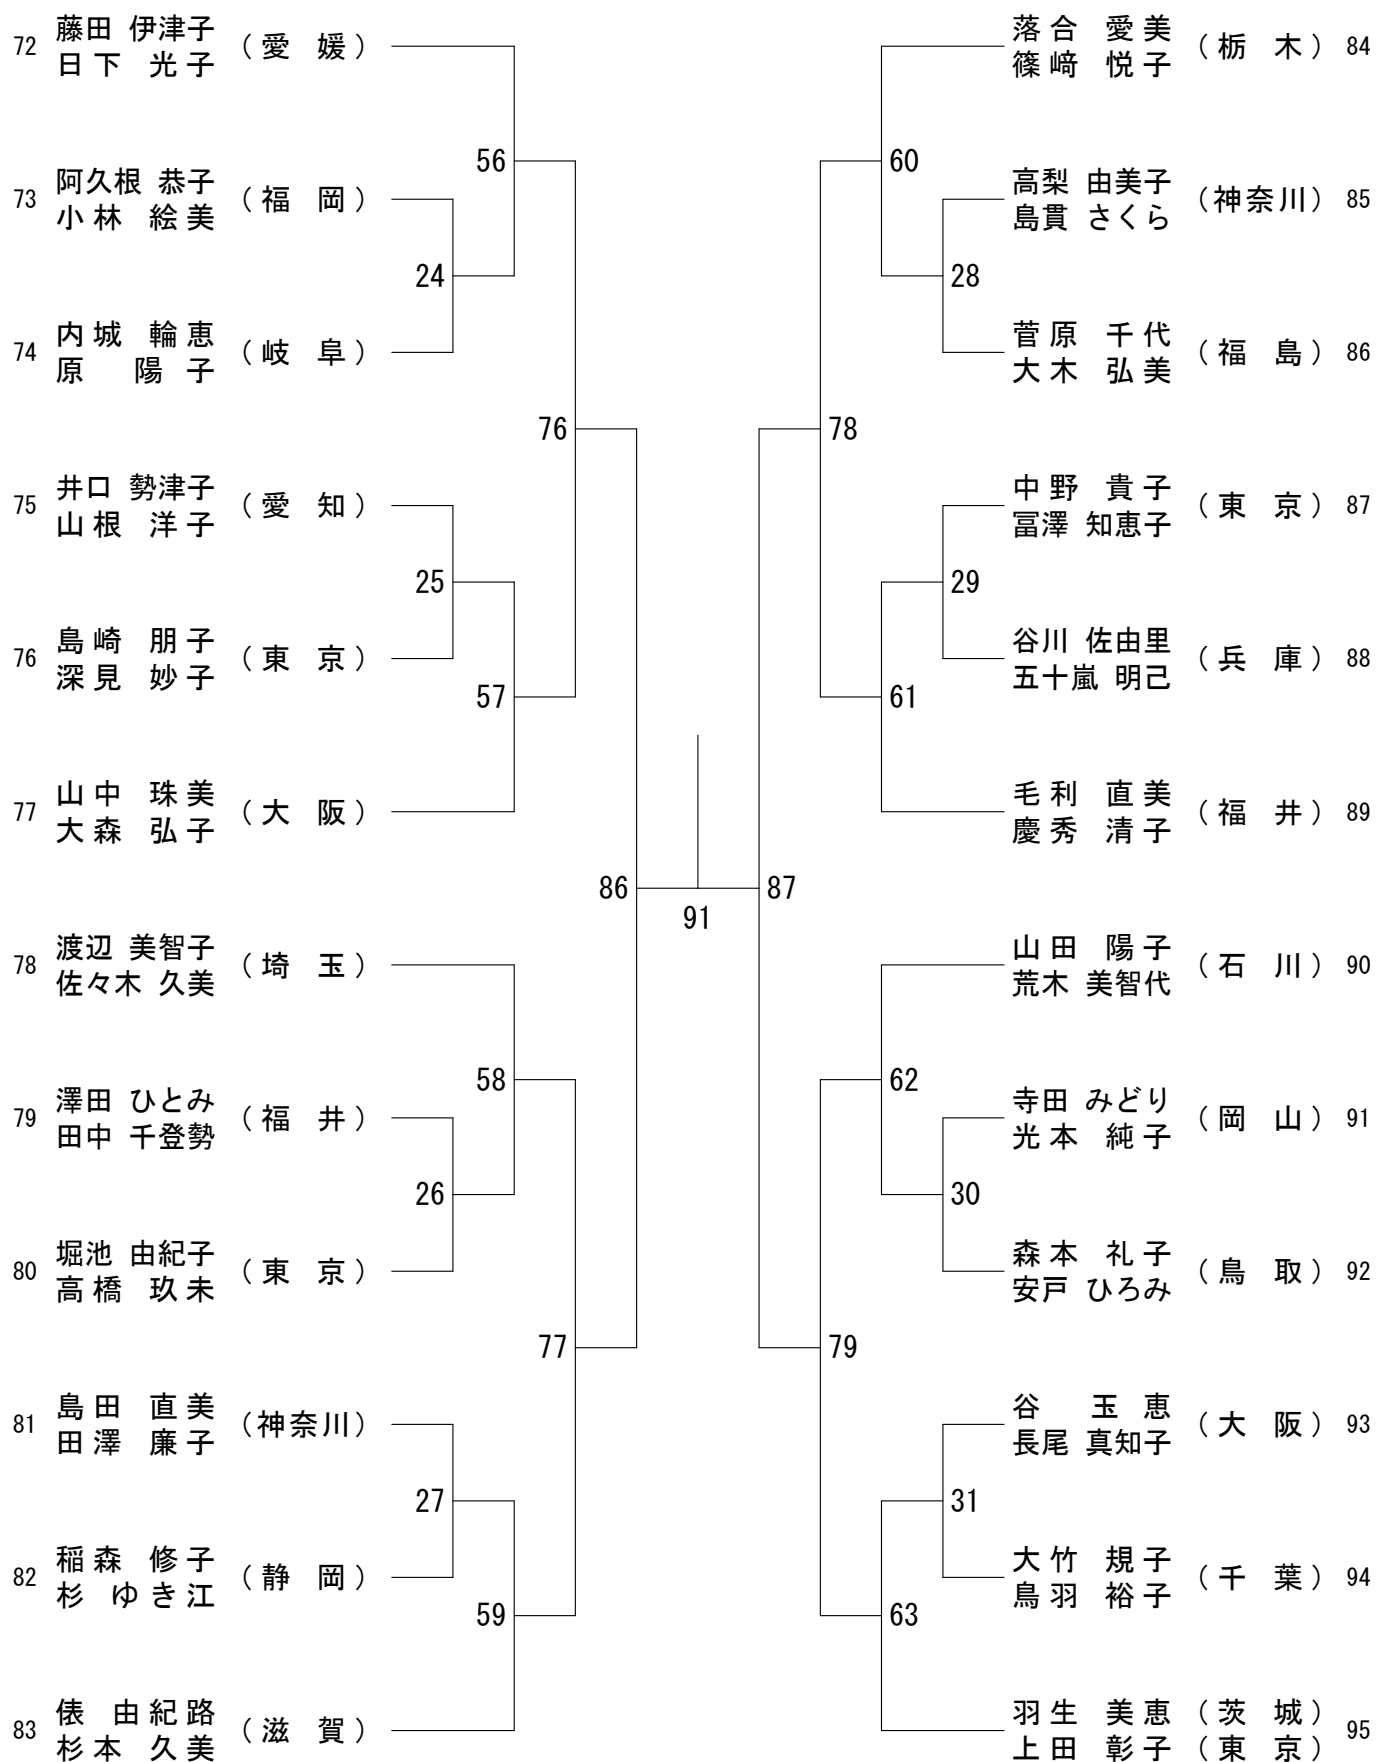 72 藤田 伊津子 (愛 媛)
日下 光子
56
73 阿久根 恭子 (福 岡)
小林 絵美
24
74 内城 輪恵 (岐 阜)
原 陽子
76
75 井口 勢津子 (愛 知)
山根 洋子
25
76 島崎 朋子 (東 京)
深見 妙子
57
77 山中 珠美 (大 阪)
大森 弘子
86
78 渡辺 美智子 (埼 玉)
佐々木 久美
58
79 澤田 ひとみ (福 井)
田中 千登勢
26
80 堀池 由紀子 (東 京)
高橋 玖未
77
81 島田 直美 (神奈川)
田澤 廉子
27
82 稲森 修子 (静 岡)
杉 ゆき江
59
83 俵 由紀路 (滋 賀)
杉本 久美
91
落合 愛美 (栃 木) 84
篠﨑 悦子
60
高梨 由美子 (神奈川) 85
島貫 さくら
28
菅原 千代 (福 島) 86
大木 弘美
78
中野 貴子 (東 京) 87
冨澤 知恵子
29
谷川 佐由里 (兵 庫) 88
五十嵐 明己
61
毛利 直美 (福 井) 89
慶秀 清子
87
山田 陽子 (石 川) 90
荒木 美智代
62
寺田 みどり (岡 山) 91
光本 純子
30
森本 礼子 (鳥 取) 92
安戸 ひろみ
79
谷 玉恵 (大 阪) 93
長尾 真知子
31
大竹 規子 (千 葉) 94
鳥羽 裕子
63
羽生 美恵 (茨 城) 95
上田 彰子 (東 京)